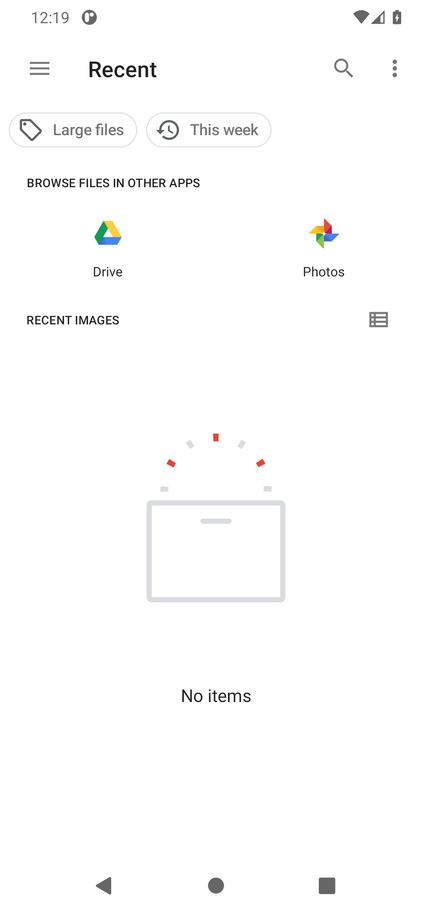 12:19
Recent
Large files
This week
BROWSE FILES IN OTHER APPS
Drive
Photos
RECENT IMAGES
No items